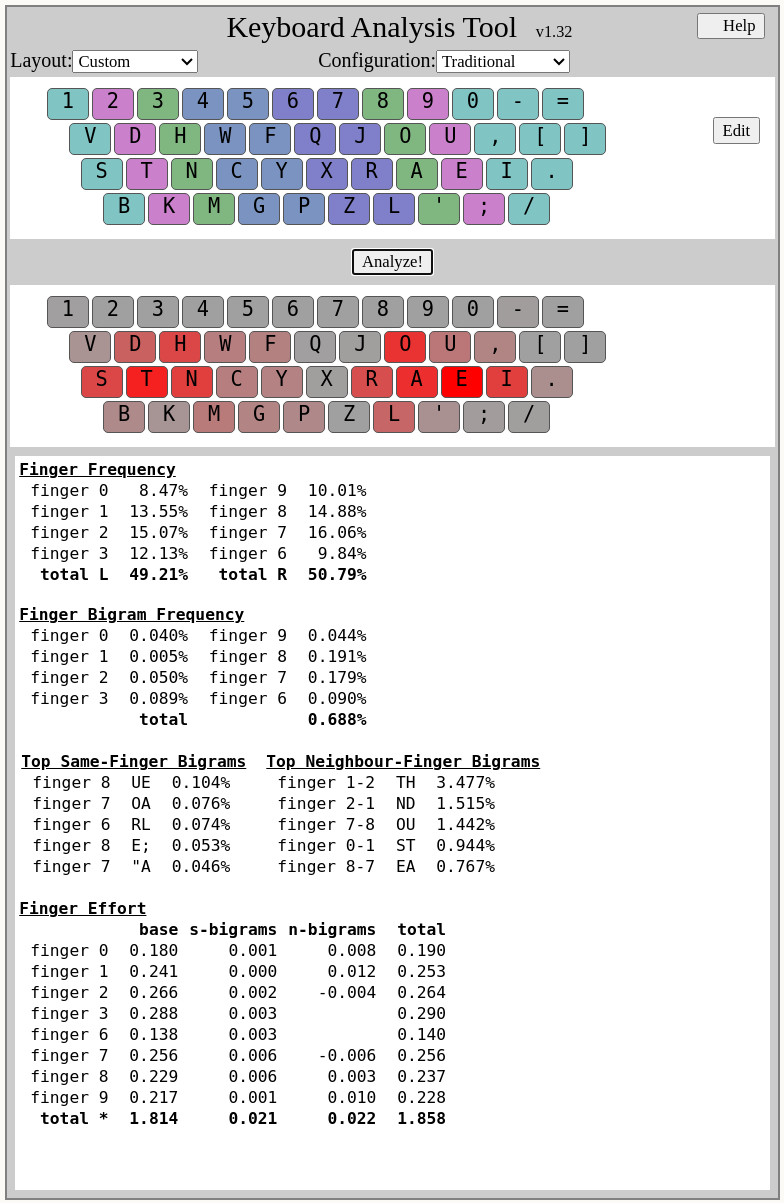 Keyboard Analysis Tool v1.32 Help
Layout: Custom Configuration: Traditional
1 2 3 4 5 6 7 8 9 0 - =
V D H W F Q J O U , [ ] Edit
S T N C Y X R A E I .
B K M G P Z L ' ; /
Analyze!
1 2 3 4 5 6 7 8 9 0 - =
V D H W F Q J O U , [ ]
S T N C Y X R A E I .
B K M G P Z L ' ; /
Finger Frequency
finger 0 8.47% finger 9 10.01%
finger 1 13.55% finger 8 14.88%
finger 2 15.07% finger 7 16.06%
finger 3 12.13% finger 6 9.84%
total L 49.21% total R 50.79%
Finger Bigram Frequency
finger 0 0.040% finger 9 0.044%
finger 1 0.005% finger 8 0.191%
finger 2 0.050% finger 7 0.179%
finger 3 0.089% finger 6 0.090%
total 0.688%
Top Same-Finger Bigrams Top Neighbour-Finger Bigrams
finger 8 UE 0.104% finger 1-2 TH 3.477%
finger 7 OA 0.076% finger 2-1 ND 1.515%
finger 6 RL 0.074% finger 7-8 OU 1.442%
finger 8 E; 0.053% finger 0-1 ST 0.944%
finger 7 "A 0.046% finger 8-7 EA 0.767%
Finger Effort
base s-bigrams n-bigrams total
finger 0 0.180 0.001 0.008 0.190
finger 1 0.241 0.000 0.012 0.253
finger 2 0.266 0.002 -0.004 0.264
finger 3 0.288 0.003 0.290
finger 6 0.138 0.003 0.140
finger 7 0.256 0.006 -0.006 0.256
finger 8 0.229 0.006 0.003 0.237
finger 9 0.217 0.001 0.010 0.228
total * 1.814 0.021 0.022 1.858